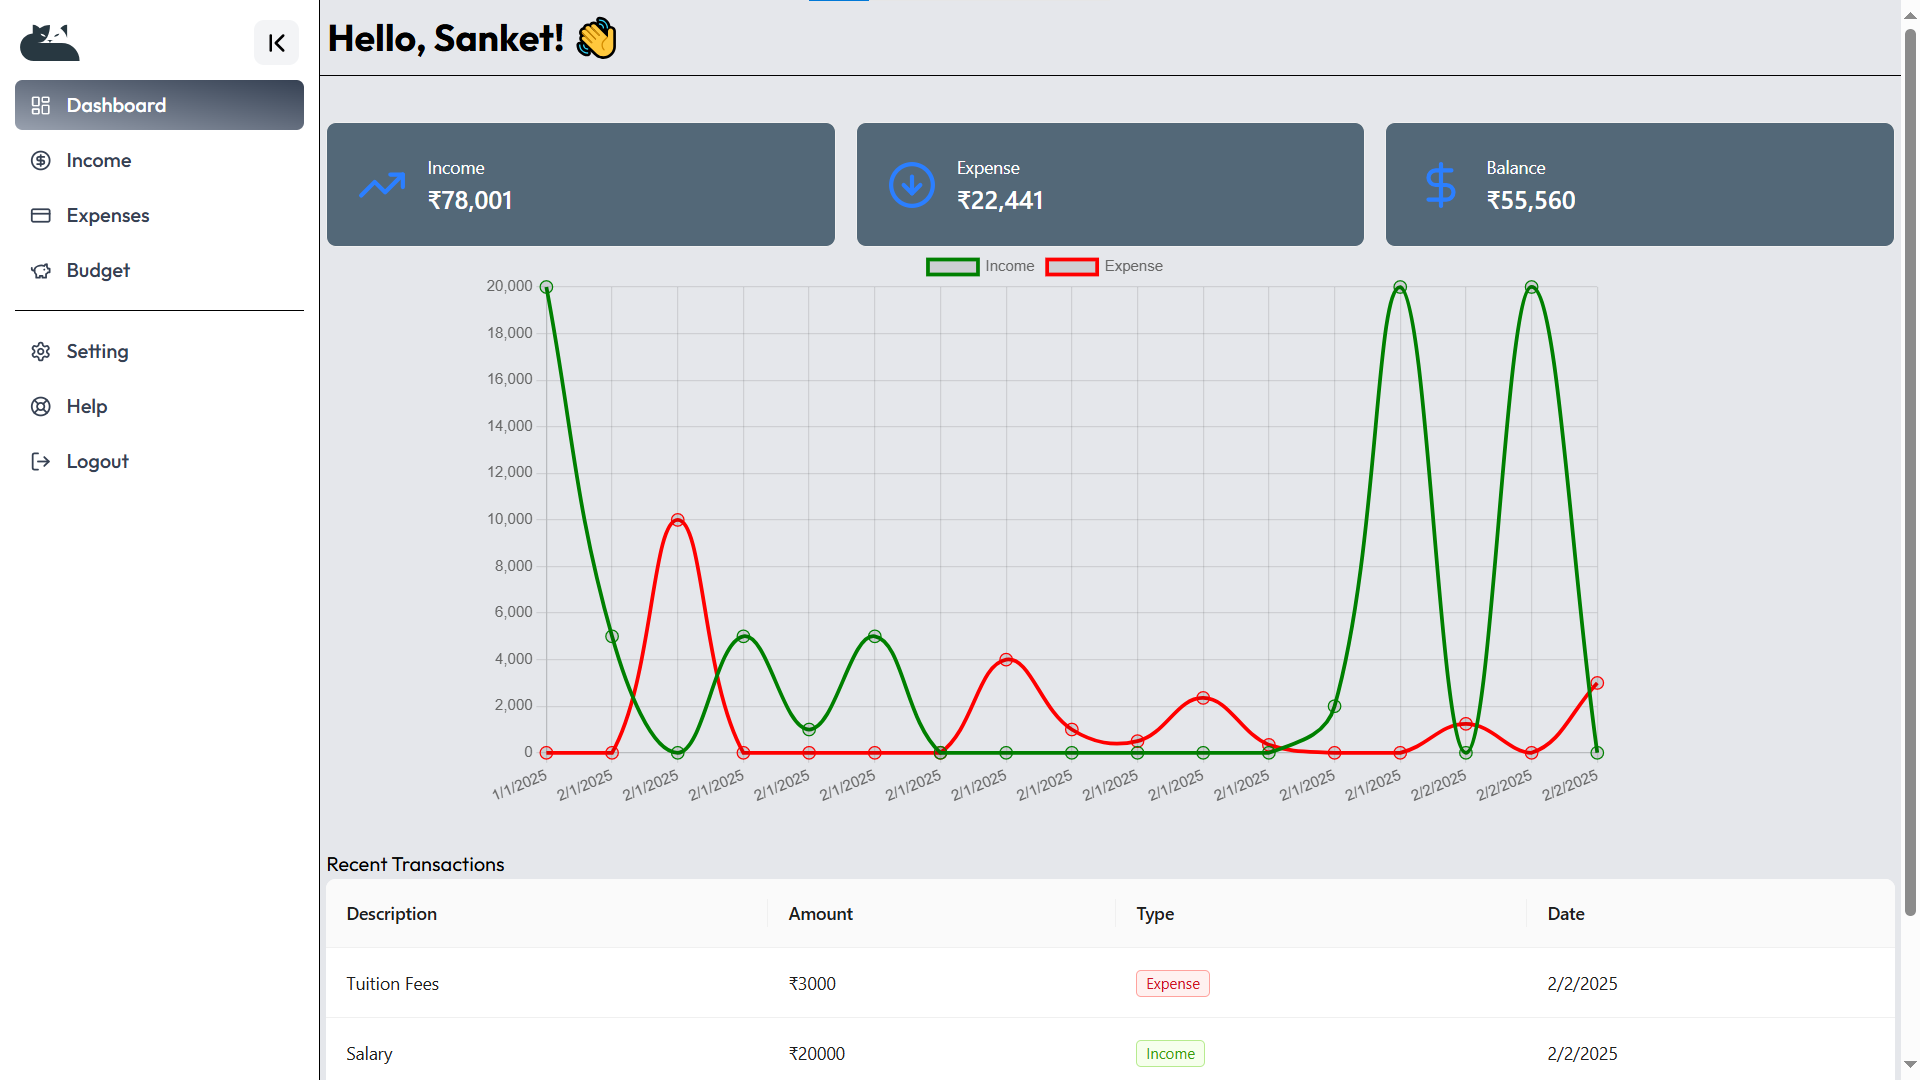 Hello, Sanket! 👋
Dashboard
Income
Expenses
Budget
Setting
Help
Logout
Income
₹78,001
Expense
₹22,441
Balance
₹55,560
Income Expense
20,000
18,000
16,000
14,000
12,000
10,000
8,000
6,000
4,000
2,000
0
1/1/2025 2/1/2025 2/1/2025 2/1/2025 2/1/2025 2/1/2025 2/1/2025 2/1/2025 2/1/2025 2/1/2025 2/1/2025 2/1/2025 2/1/2025 2/1/2025 2/2/2025 2/2/2025 2/2/2025
Recent Transactions
Description Amount Type Date
Tuition Fees ₹3000 Expense 2/2/2025
Salary ₹20000 Income 2/2/2025